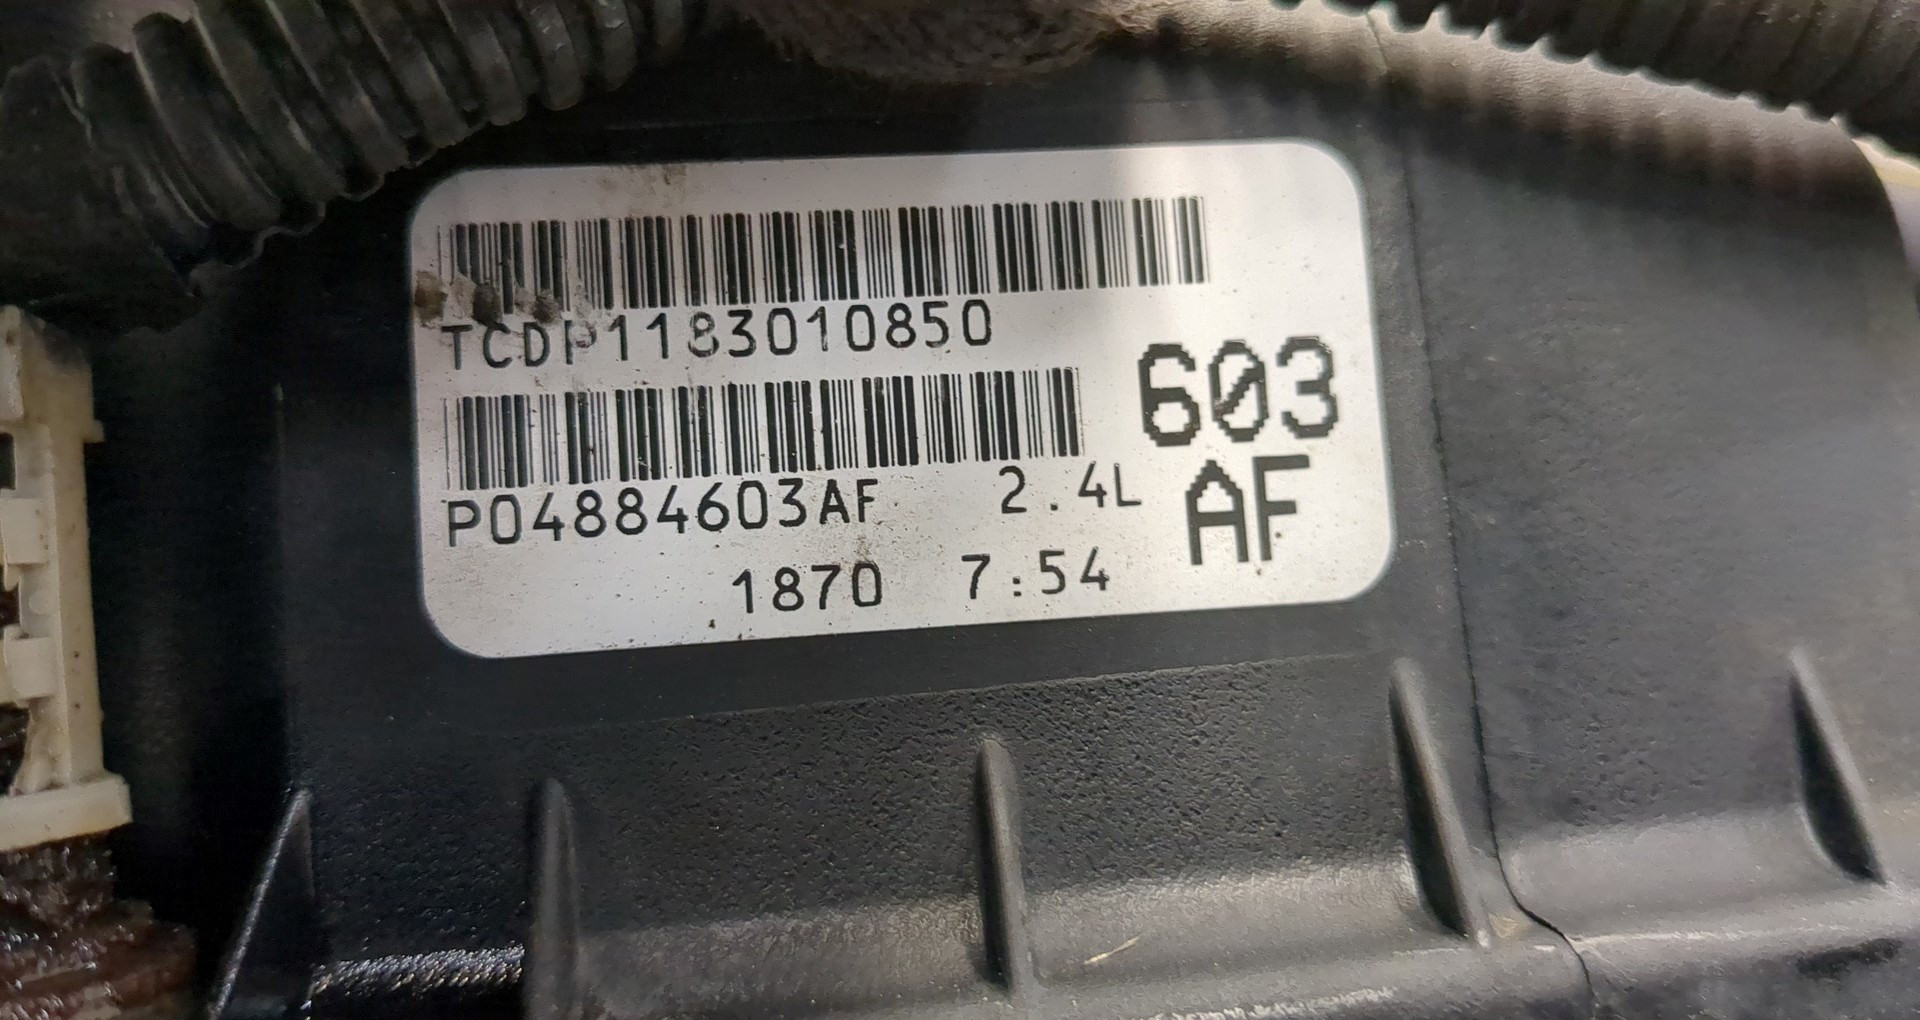 TCDP1183010850
603
P04884603AF 2.4L
AF
1870 7:54